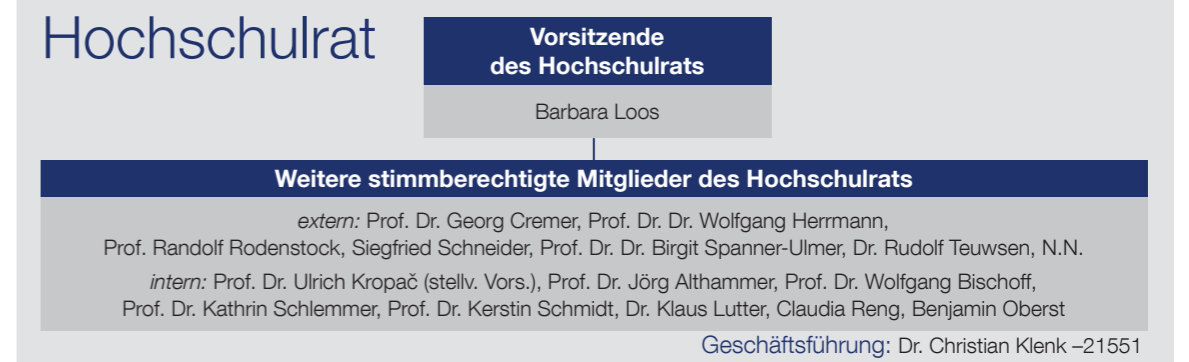 Hochschulrat
Vorsitzende
des Hochschulrats
Barbara Loos
Weitere stimmberechtigte Mitglieder des Hochschulrats
extern: Prof. Dr. Georg Cremer, Prof. Dr. Dr. Wolfgang Herrmann,
Prof. Randolf Rodenstock, Siegfried Schneider, Prof. Dr. Dr. Birgit Spanner-Ulmer, Dr. Rudolf Teuwsen, N.N.
intern: Prof. Dr. Ulrich Kropač (stellv. Vors.), Prof. Dr. Jörg Althammer, Prof. Dr. Wolfgang Bischoff,
Prof. Dr. Kathrin Schlemmer, Prof. Dr. Kerstin Schmidt, Dr. Klaus Lutter, Claudia Reng, Benjamin Oberst
Geschäftsführung: Dr. Christian Klenk –21551